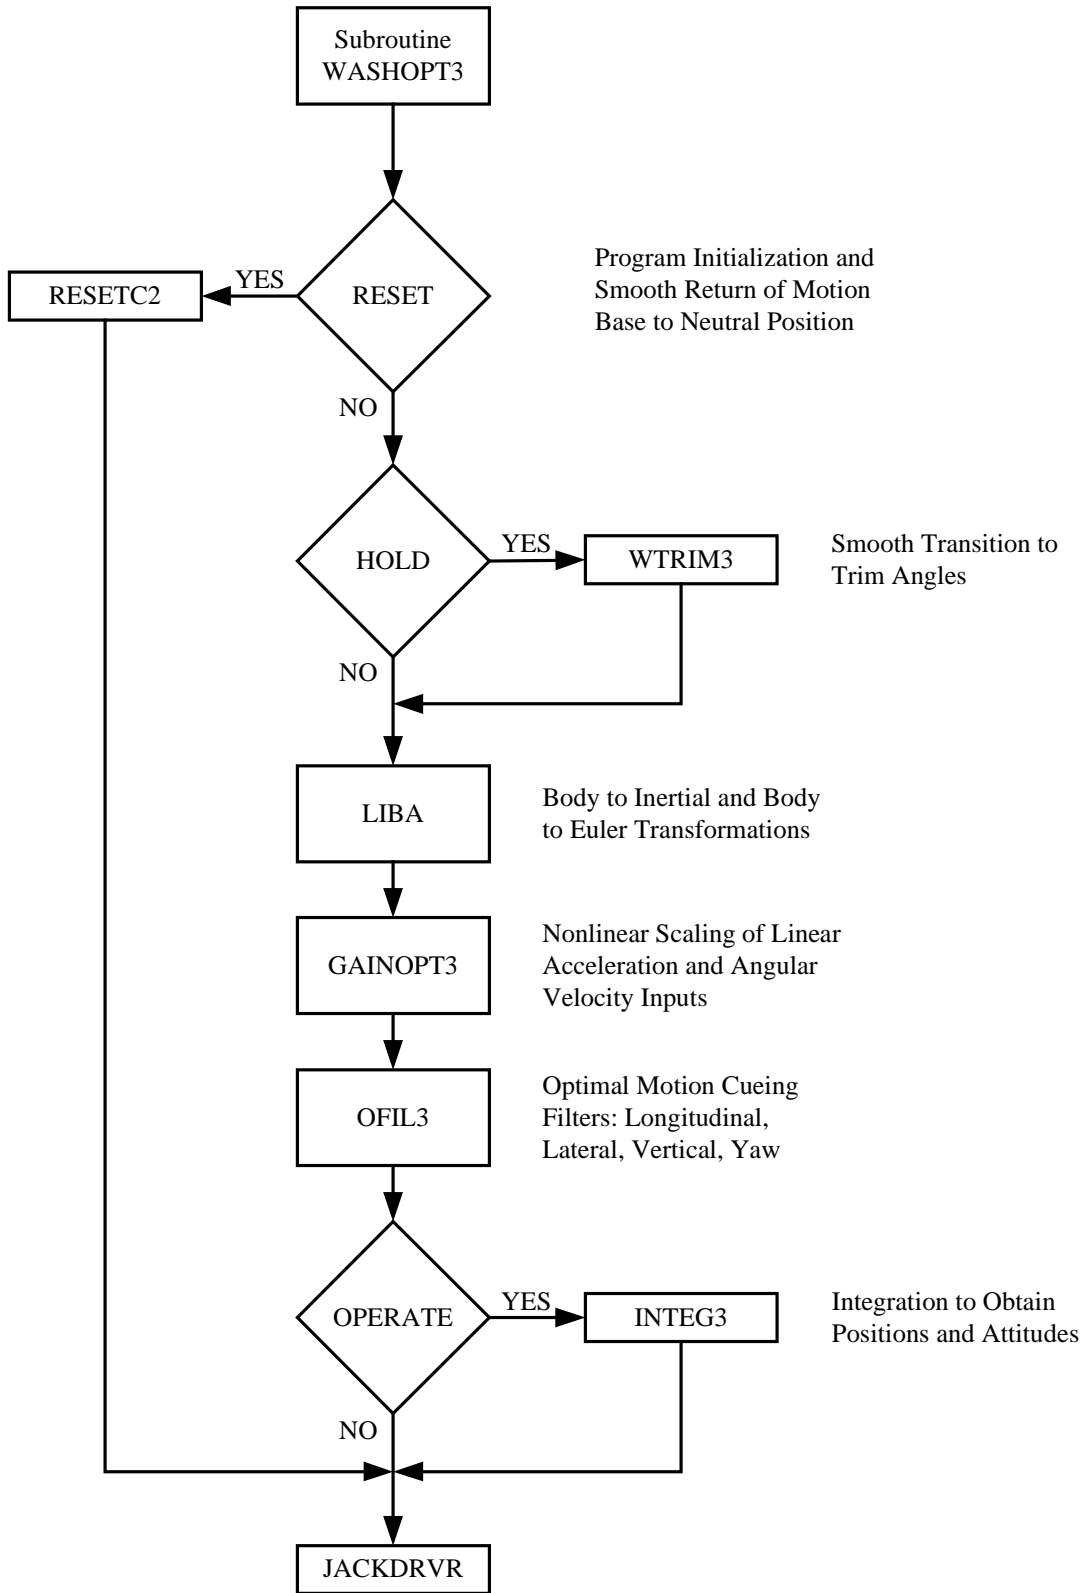 Subroutine
WASHOPT3
RESET
YES
RESETC2
Program Initialization and
Smooth Return of Motion
Base to Neutral Position
NO
HOLD
YES
WTRIM3
Smooth Transition to
Trim Angles
NO
LIBA
Body to Inertial and Body
to Euler Transformations
GAINOPT3
Nonlinear Scaling of Linear
Acceleration and Angular
Velocity Inputs
OFIL3
Optimal Motion Cueing
Filters: Longitudinal,
Lateral, Vertical, Yaw
OPERATE
YES
INTEG3
Integration to Obtain
Positions and Attitudes
NO
JACKDRVR